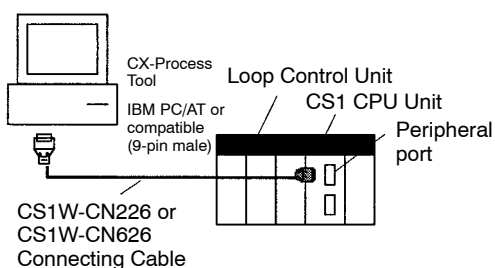 CX-Process
Tool
IBM PC/AT or
compatible
(9-pin male)
Loop Control Unit
CS1 CPU Unit
Peripheral
port
CS1W-CN226 or
CS1W-CN626
Connecting Cable